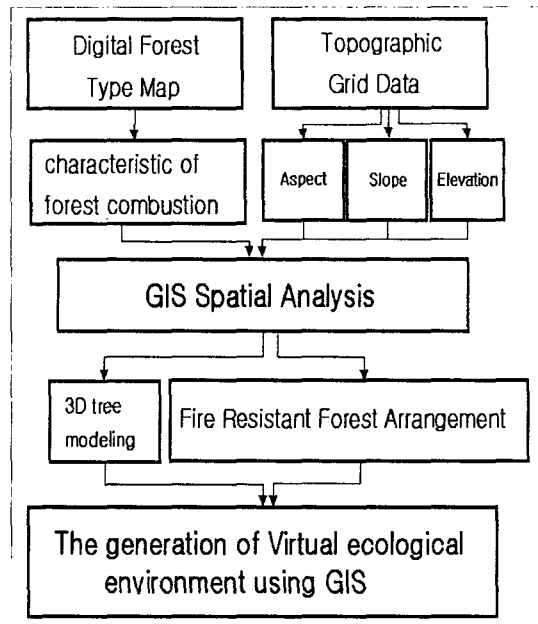 Digital Forest
Type Map
Topographic
Grid Data
characteristic of
forest combustion
Aspect
Slope
Elevation
GIS Spatial Analysis
3D tree
modeling
Fire Resistant Forest Arrangement
The generation of Virtual ecological
environment using GIS